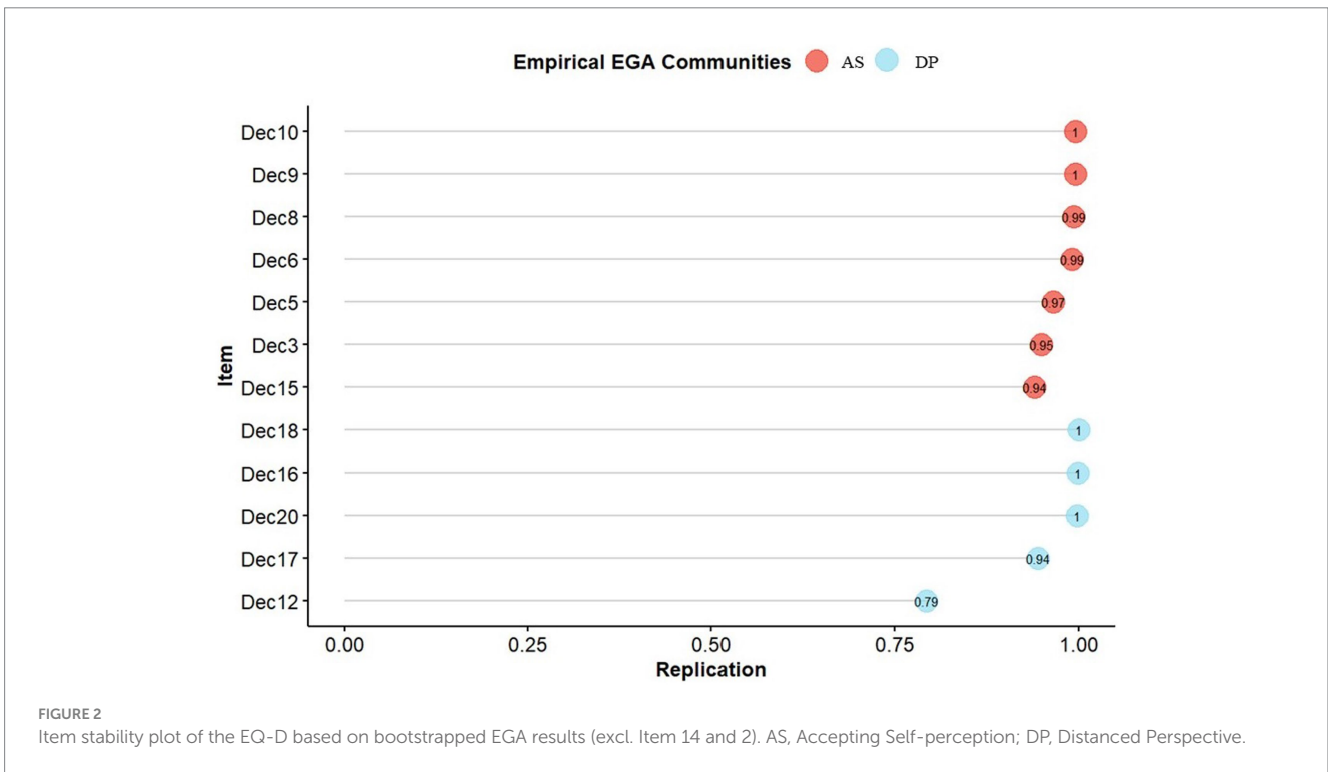 Empirical EGA Communities AS DP
Dec10 1
Dec9 1
Dec8 0.99
Dec6 0.99
Dec5 0.97
Dec3 0.95
Item
Dec15 0.94
Dec18 1
Dec16 1
Dec20 1
Dec17 0.94
Dec12 0.79
0.00 0.25 0.50 0.75 1.00
Replication
FIGURE 2
Item stability plot of the EQ-D based on bootstrapped EGA results (excl. Item 14 and 2). AS, Accepting Self-perception; DP, Distanced Perspective.